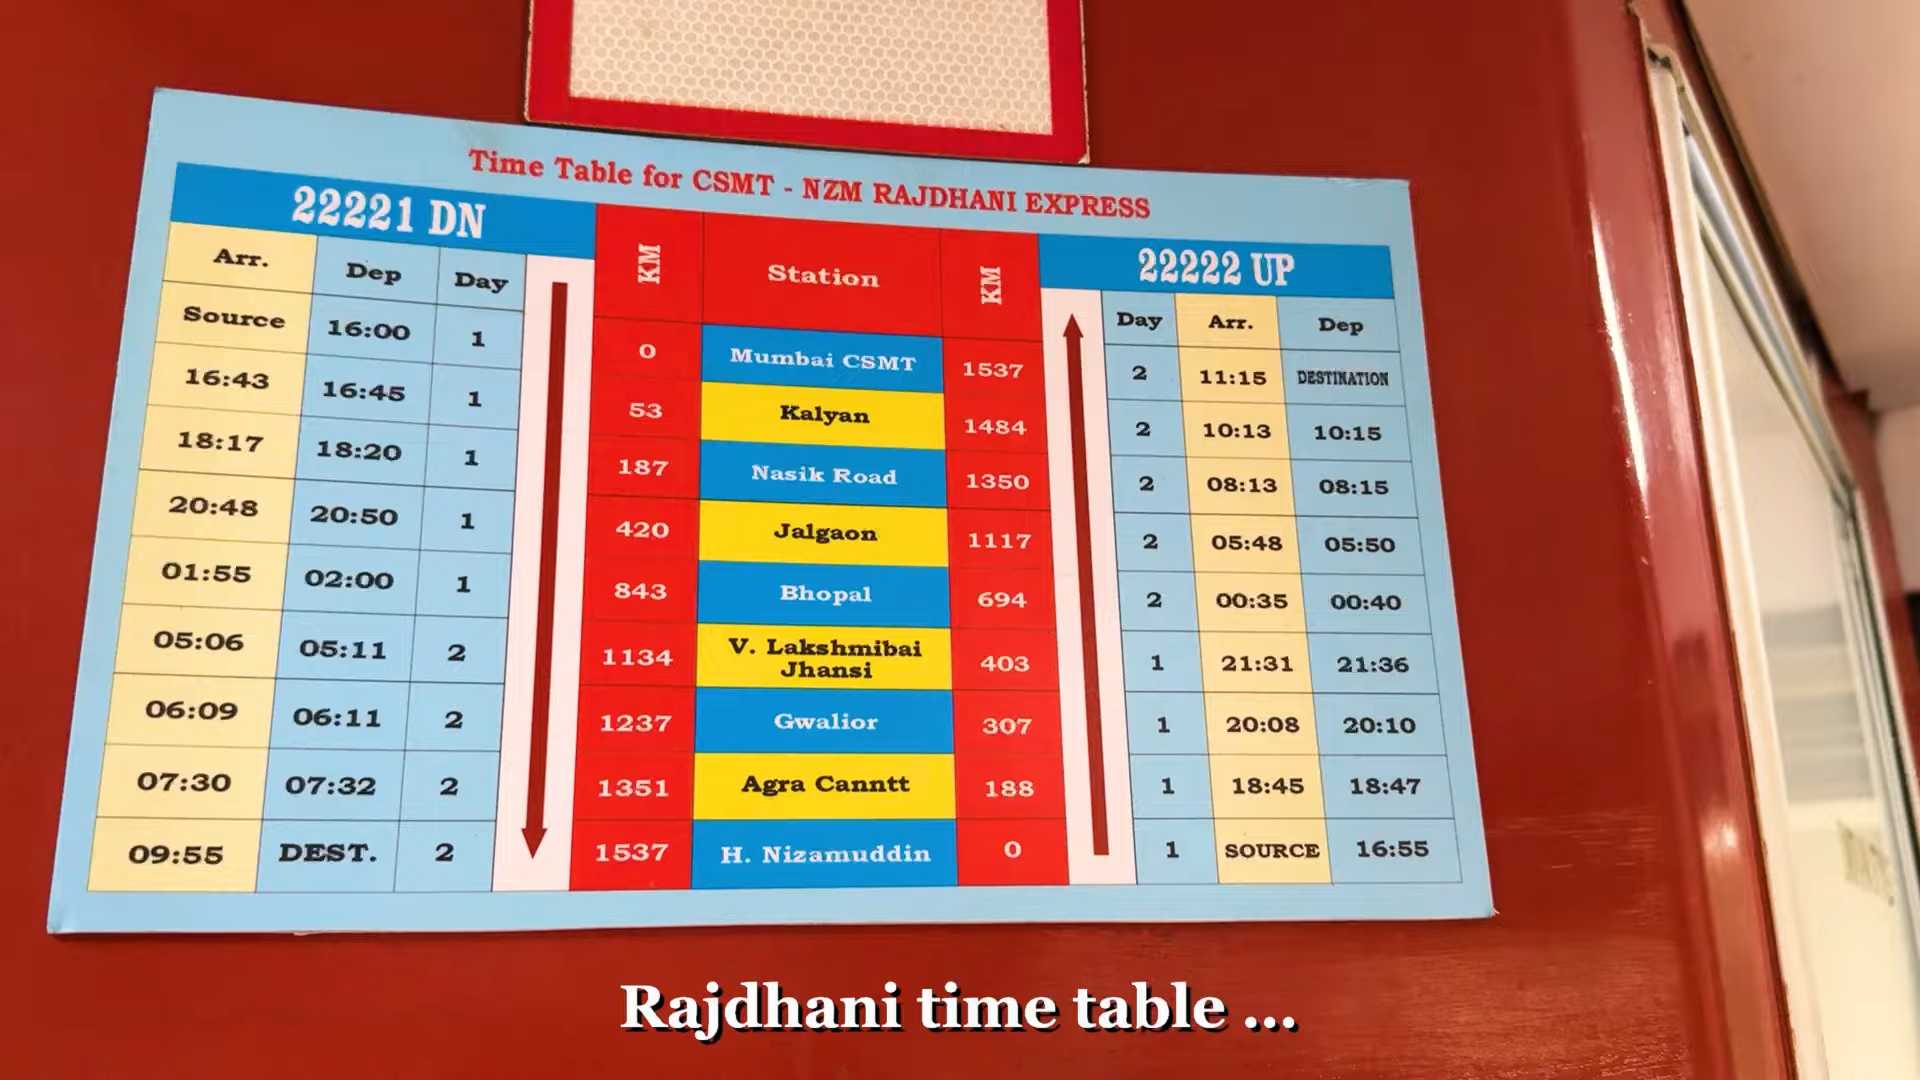 Time Table for CSMT - NZM RAJDHANI EXPRESS
22221 DN KM Station KM 22222 UP
Arr. Dep Day Day Arr. Dep
Source 16:00 1 0 Mumbai CSMT 1537 2 11:15 DESTINATION
16:43 16:45 1 53 Kalyan 1484 2 10:13 10:15
18:17 18:20 1 187 Nasik Road 1350 2 08:13 08:15
20:48 20:50 1 420 Jalgaon 1117 2 05:48 05:50
01:55 02:00 1 843 Bhopal 694 2 00:35 00:40
05:06 05:11 2 1134 V. Lakshmibai Jhansi 403 1 21:31 21:36
06:09 06:11 2 1237 Gwalior 307 1 20:08 20:10
07:30 07:32 2 1351 Agra Canntt 188 1 18:45 18:47
09:55 DEST. 2 1537 H. Nizamuddin 0 1 SOURCE 16:55
Rajdhani time table ...